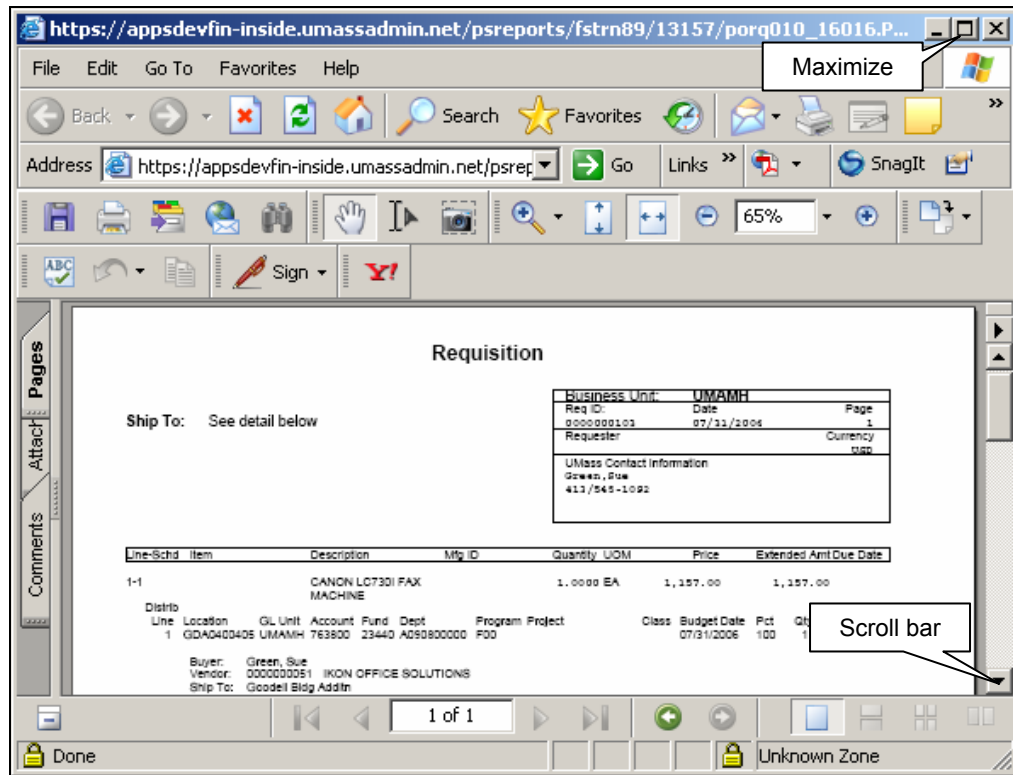 https://appsdevfin-inside.umassadmin.net/psreports/fstrn89/13157/porq010_16016.P...
Maximize
File Edit Go To Favorites Help
Back Search Favorites
Address https://appsdevfin-inside.umassadmin.net/psrep Go Links SnagIt
65%
ABC Sign Y!
Pages
Attach
Comments
Requisition
Ship To: See detail below
Business Unit: UMAMH
Req ID: Date Page
0000000103 07/31/2006 1
Requester Currency
USD
UMass Contact Information
Green,Sue
413/545-1092
Line-Schd Item Description Mfg ID Quantity UOM Price Extended Amt Due Date
1-1 CANON LC730I FAX 1.0000 EA 1,157.00 1,157.00
MACHINE
Distrib
Line Location GL Unit Account Fund Dept Program Project Class Budget Date Pct
1 GDA0400405 UMAMH 763800 23440 A090800000 F00 07/31/2006 100 1
Scroll bar
Buyer: Green, Sue
Vendor: 0000000051 IKON OFFICE SOLUTIONS
Ship To: Goodell Bldg Additn
1 of 1
Done Unknown Zone